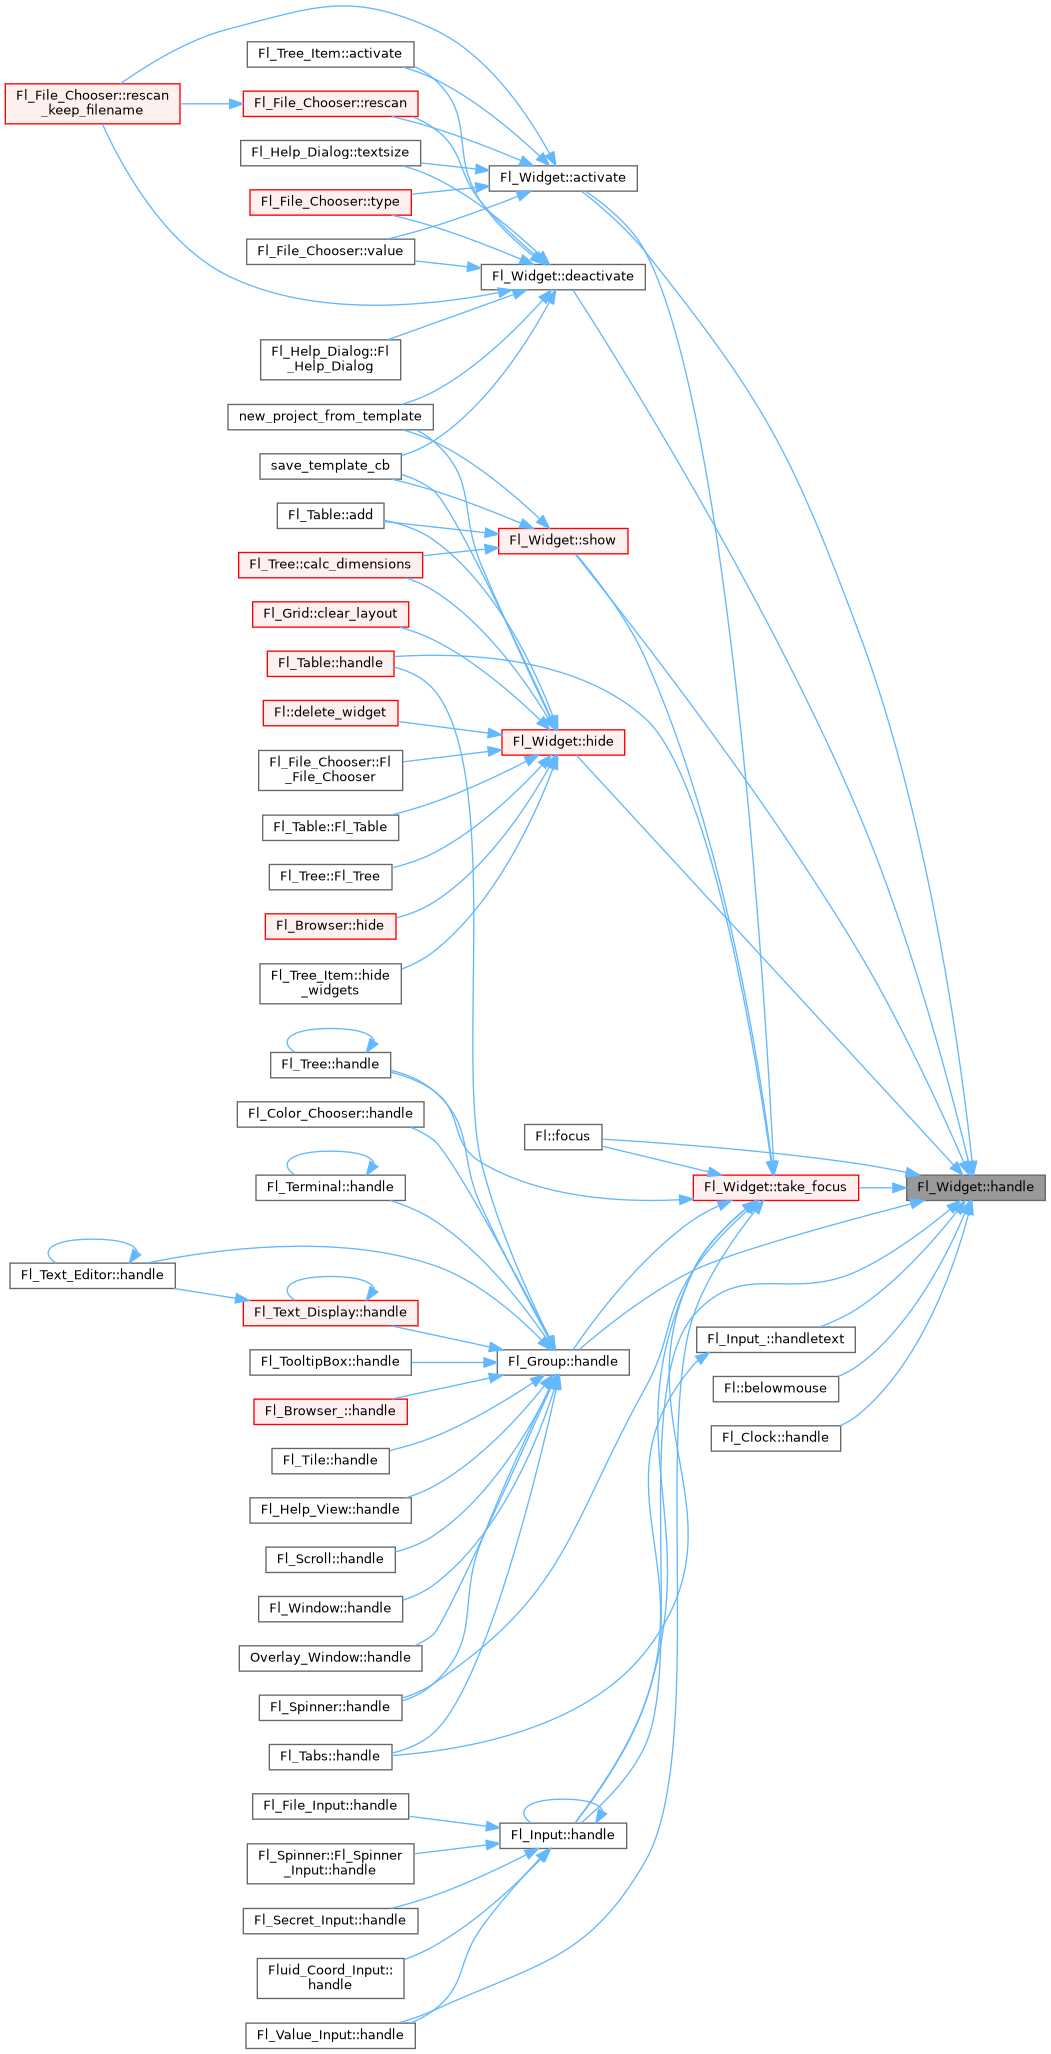 Fl_Tree_Item::activate
Fl_File_Chooser::rescan
_keep_filename
Fl_File_Chooser::rescan
Fl_Help_Dialog::textsize
Fl_Widget::activate
Fl_File_Chooser::type
Fl_File_Chooser::value
Fl_Widget::deactivate
Fl_Help_Dialog::Fl
_Help_Dialog
new_project_from_template
save_template_cb
Fl_Table::add
Fl_Widget::show
Fl_Tree::calc_dimensions
Fl_Grid::clear_layout
Fl_Table::handle
Fl::delete_widget
Fl_Widget::hide
Fl_File_Chooser::Fl
_File_Chooser
Fl_Table::Fl_Table
Fl_Tree::Fl_Tree
Fl_Browser::hide
Fl_Tree_Item::hide
_widgets
Fl_Tree::handle
Fl_Color_Chooser::handle
Fl::focus
Fl_Terminal::handle
Fl_Widget::take_focus
Fl_Widget::handle
Fl_Text_Editor::handle
Fl_Text_Display::handle
Fl_Input_::handletext
Fl_TooltipBox::handle
Fl_Group::handle
Fl::belowmouse
Fl_Browser_::handle
Fl_Clock::handle
Fl_Tile::handle
Fl_Help_View::handle
Fl_Scroll::handle
Fl_Window::handle
Overlay_Window::handle
Fl_Spinner::handle
Fl_Tabs::handle
Fl_File_Input::handle
Fl_Input::handle
Fl_Spinner::Fl_Spinner
_Input::handle
Fl_Secret_Input::handle
Fluid_Coord_Input::
handle
Fl_Value_Input::handle